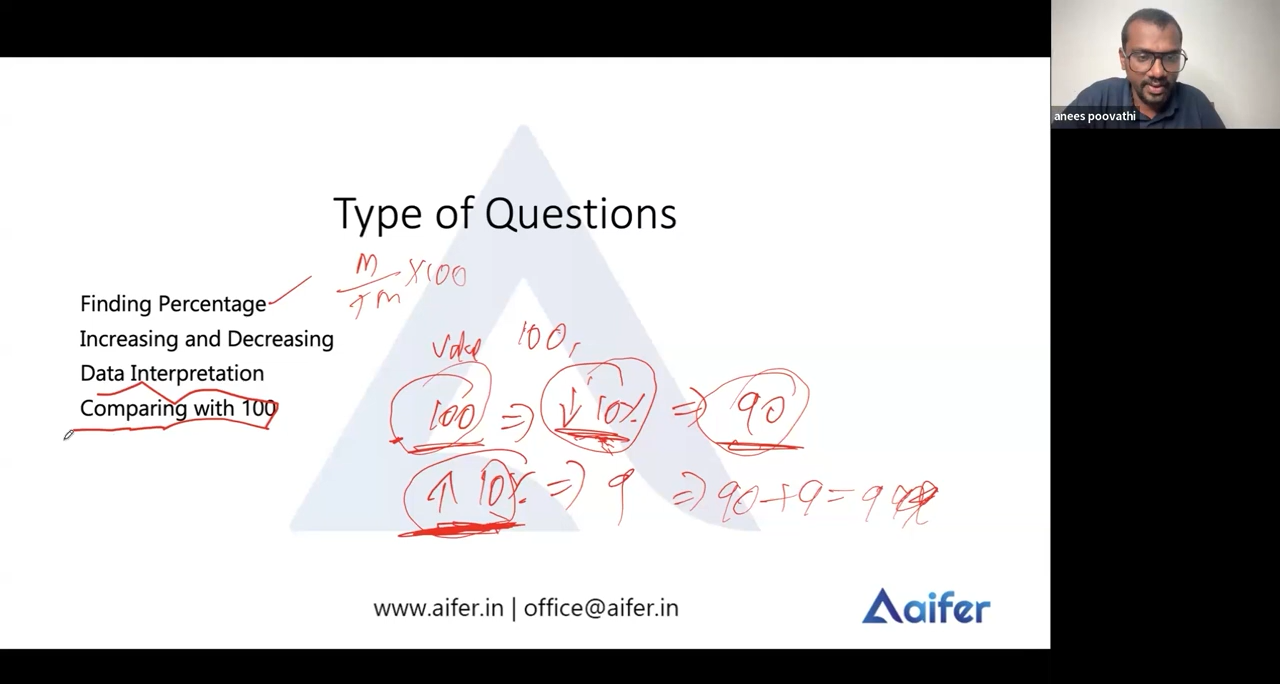 anees poovathi
Type of Questions
M/TM X100
Finding Percentage
Increasing and Decreasing
Value 100,
Data Interpretation
Comparing with 100
100 => ↓ 10% => 90
↑ 10% => 9 => 90 + 9 = 99
www.aifer.in | office@aifer.in
aifer